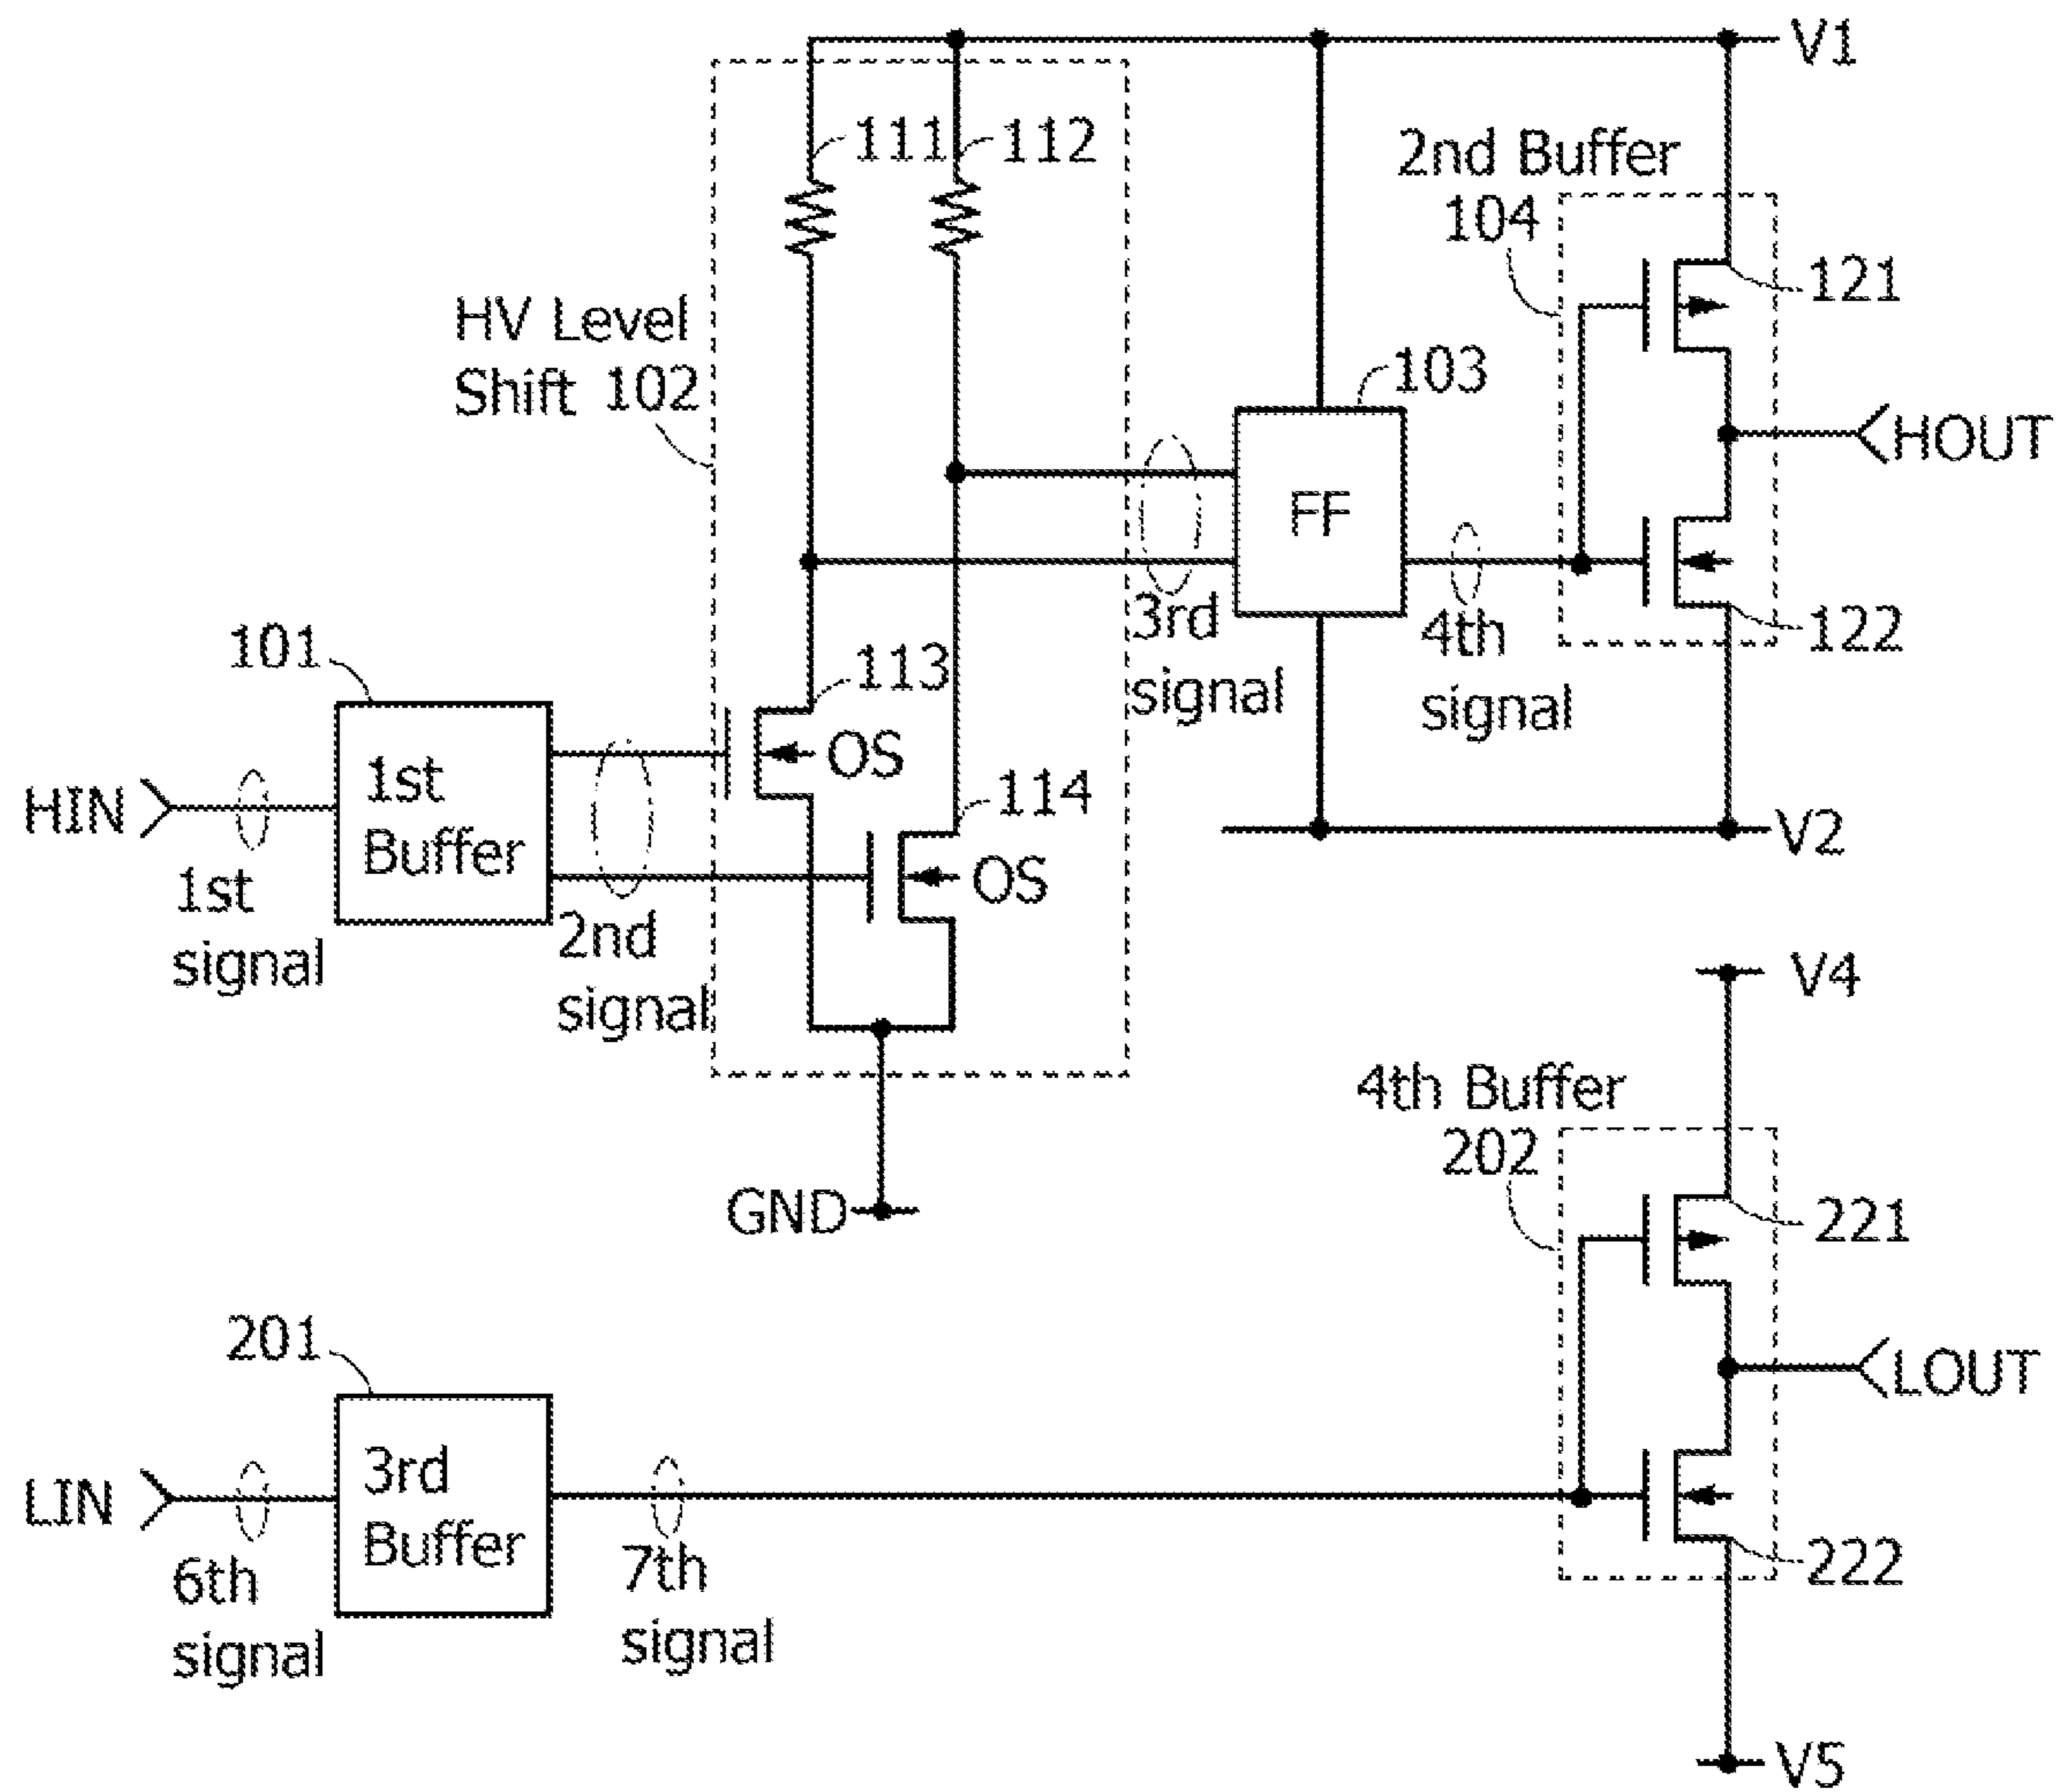 V1
111
112
2nd Buffer
104
121
HV Level
Shift 102
103
HOUT
FF
3rd
signal
4th
signal
122
101
113
OS
1st
Buffer
HIN
114
OS
V2
1st
signal
2nd
signal
V4
4th Buffer
202
GND
221
201
LOUT
3rd
Buffer
LIN
6th
signal
7th
signal
222
V5